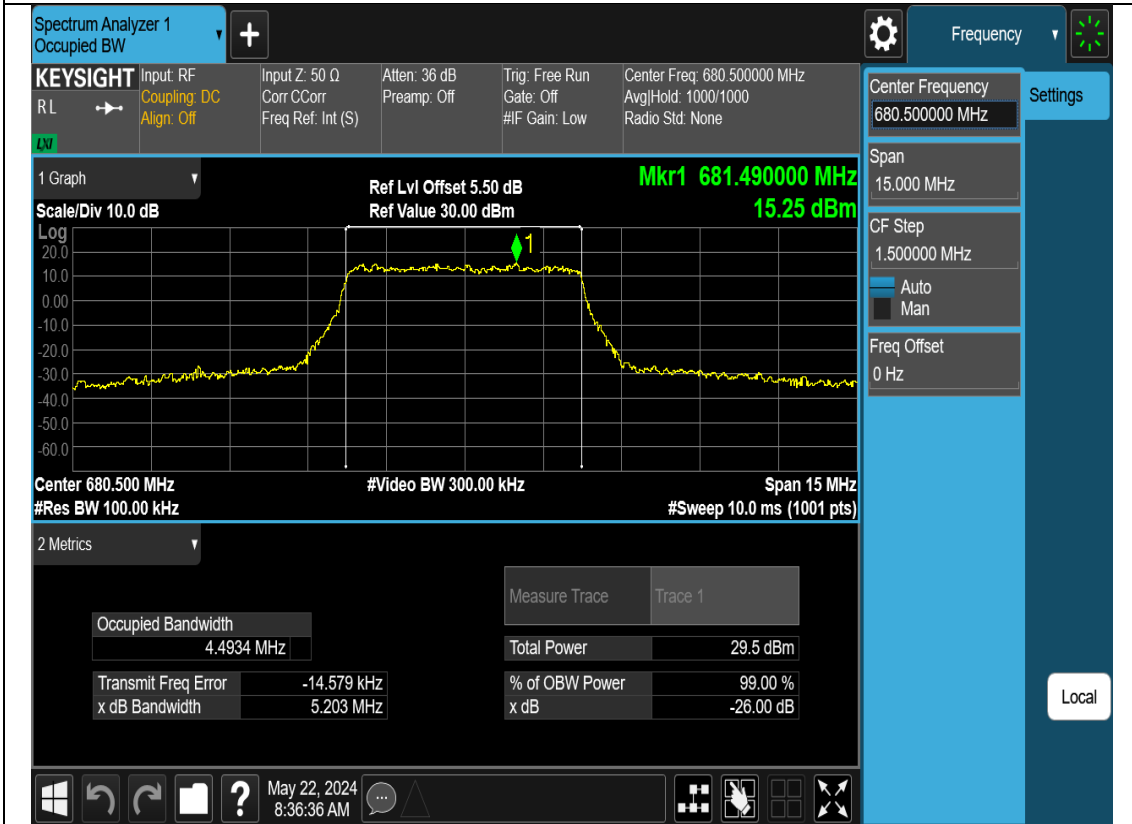 Spectrum Analyzer 1
Occupied BW
+
Frequency
KEYSIGHT
RL
LXI
Input: RF
Coupling: DC
Align: Off
Input Z: 50 Ω
Corr CCorr
Freq Ref: Int (S)
Atten: 36 dB
Preamp: Off
Trig: Free Run
Gate: Off
#IF Gain: Low
Center Freq: 680.500000 MHz
Avg|Hold: 1000/1000
Radio Std: None
Center Frequency
680.500000 MHz
Settings
Span
15.000 MHz
CF Step
1.500000 MHz
Auto
Man
Freq Offset
0 Hz
Local
1 Graph
Scale/Div 10.0 dB
Ref Lvl Offset 5.50 dB
Ref Value 30.00 dBm
Mkr1 681.490000 MHz
15.25 dBm
Log
1
20.0
10.0
0.00
-10.0
-20.0
-30.0
-40.0
-50.0
-60.0
Center 680.500 MHz
#Video BW 300.00 kHz
Span 15 MHz
#Res BW 100.00 kHz
#Sweep 10.0 ms (1001 pts)
2 Metrics
Measure Trace Trace 1
Occupied Bandwidth
4.4934 MHz
Total Power 29.5 dBm
Transmit Freq Error -14.579 kHz
% of OBW Power 99.00 %
x dB Bandwidth 5.203 MHz
x dB -26.00 dB
?
May 22, 2024
8:36:36 AM